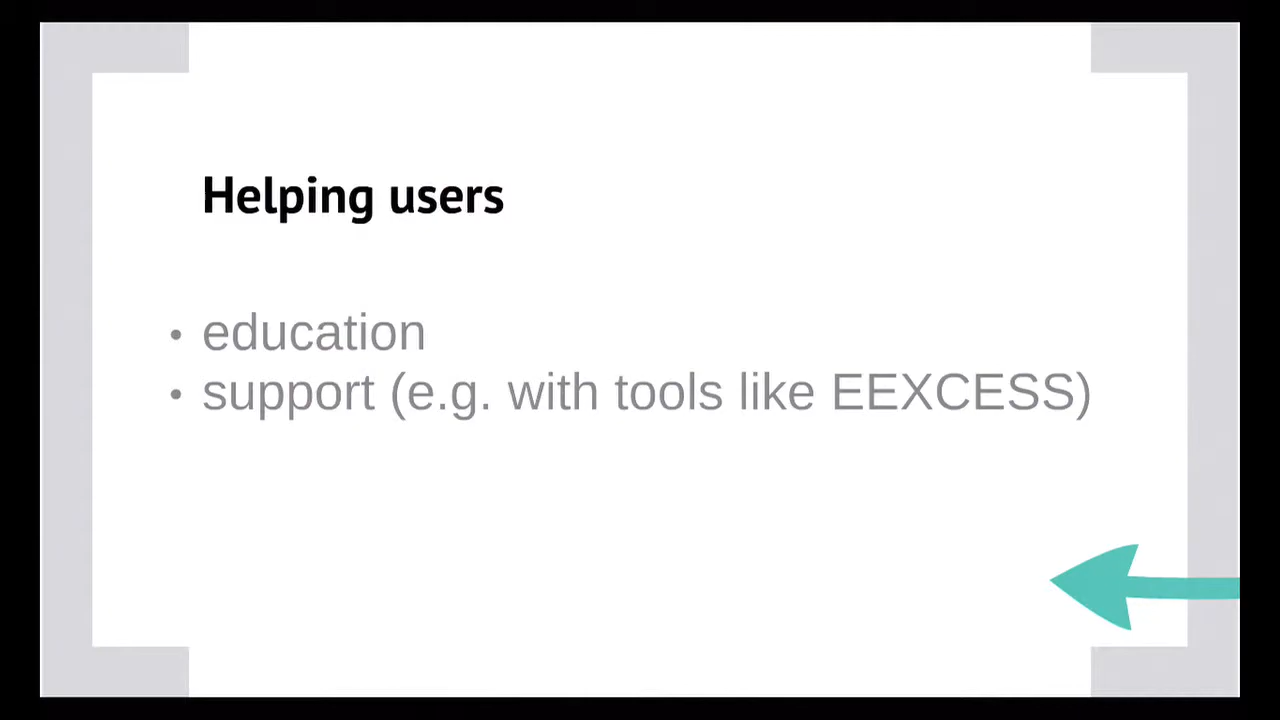 Helping users
• education
• support (e.g. with tools like EEXCESS)